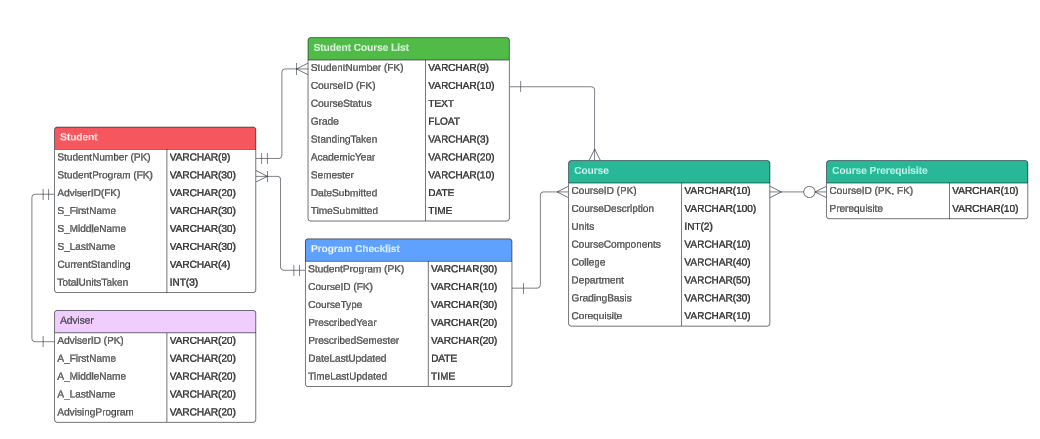 Student Course List
StudentNumber (FK) VARCHAR(9)
CourseID (FK) VARCHAR(10)
CourseStatus TEXT
Grade FLOAT
StandingTaken VARCHAR(3)
AcademicYear VARCHAR(20)
Semester VARCHAR(10)
DateSubmitted DATE
TimeSubmitted TIME
Student
StudentNumber (PK) VARCHAR(9)
StudentProgram (FK) VARCHAR(30)
AdviserID(FK) VARCHAR(20)
S_FirstName VARCHAR(30)
S_MiddleName VARCHAR(30)
S_LastName VARCHAR(30)
CurrentStanding VARCHAR(4)
TotalUnitsTaken INT(3)
Course
CourseID (PK) VARCHAR(10)
CourseDescription VARCHAR(100)
Units INT(2)
CourseComponents VARCHAR(10)
College VARCHAR(40)
Department VARCHAR(50)
GradingBasis VARCHAR(30)
Corequisite VARCHAR(10)
Course Prerequisite
CourseID (PK, FK) VARCHAR(10)
Prerequisite VARCHAR(10)
Program Checklist
StudentProgram (PK) VARCHAR(30)
CourseID (FK) VARCHAR(10)
CourseType VARCHAR(30)
PrescribedYear VARCHAR(20)
PrescribedSemester VARCHAR(20)
DateLastUpdated DATE
TimeLastUpdated TIME
Adviser
AdviserID (PK) VARCHAR(20)
A_FirstName VARCHAR(20)
A_MiddleName VARCHAR(20)
A_LastName VARCHAR(20)
AdvisingProgram VARCHAR(20)